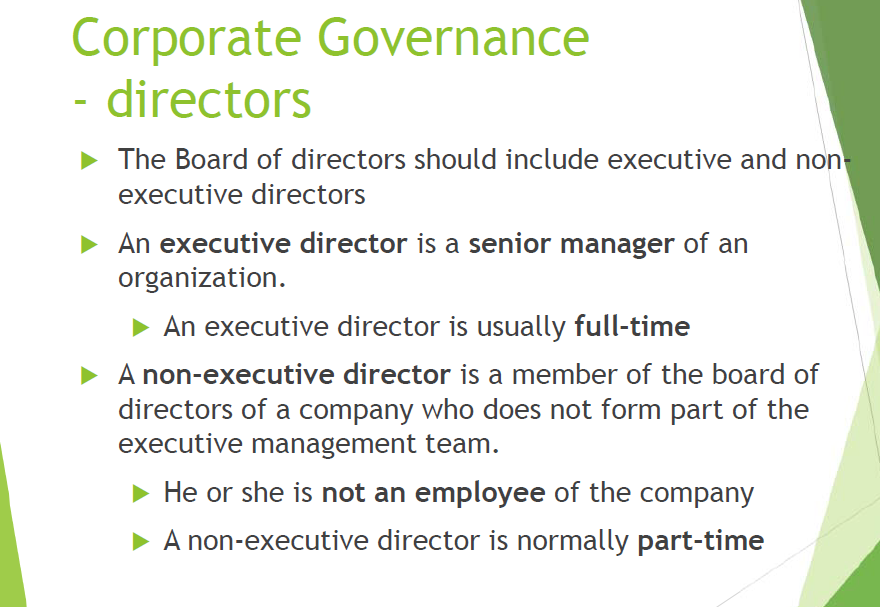 Corporate Governance
- directors
The Board of directors should include executive and non-
executive directors
An executive director is a senior manager of an
organization.
An executive director is usually full-time
A non-executive director is a member of the board of
directors of a company who does not form part of the
executive management team.
He or she is not an employee of the company
A non-executive director is normally part-time